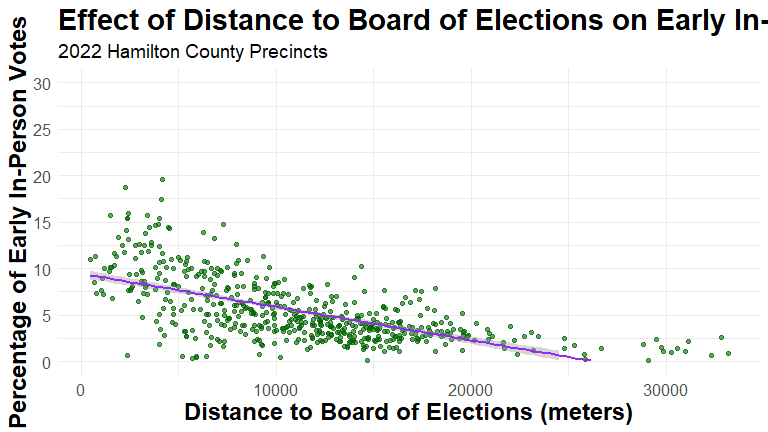 Effect of Distance to Board of Elections on Early In-
2022 Hamilton County Precincts
Percentage of Early In-Person Votes
30
25
20
15
10
5
0
0 10000 20000 30000
Distance to Board of Elections (meters)